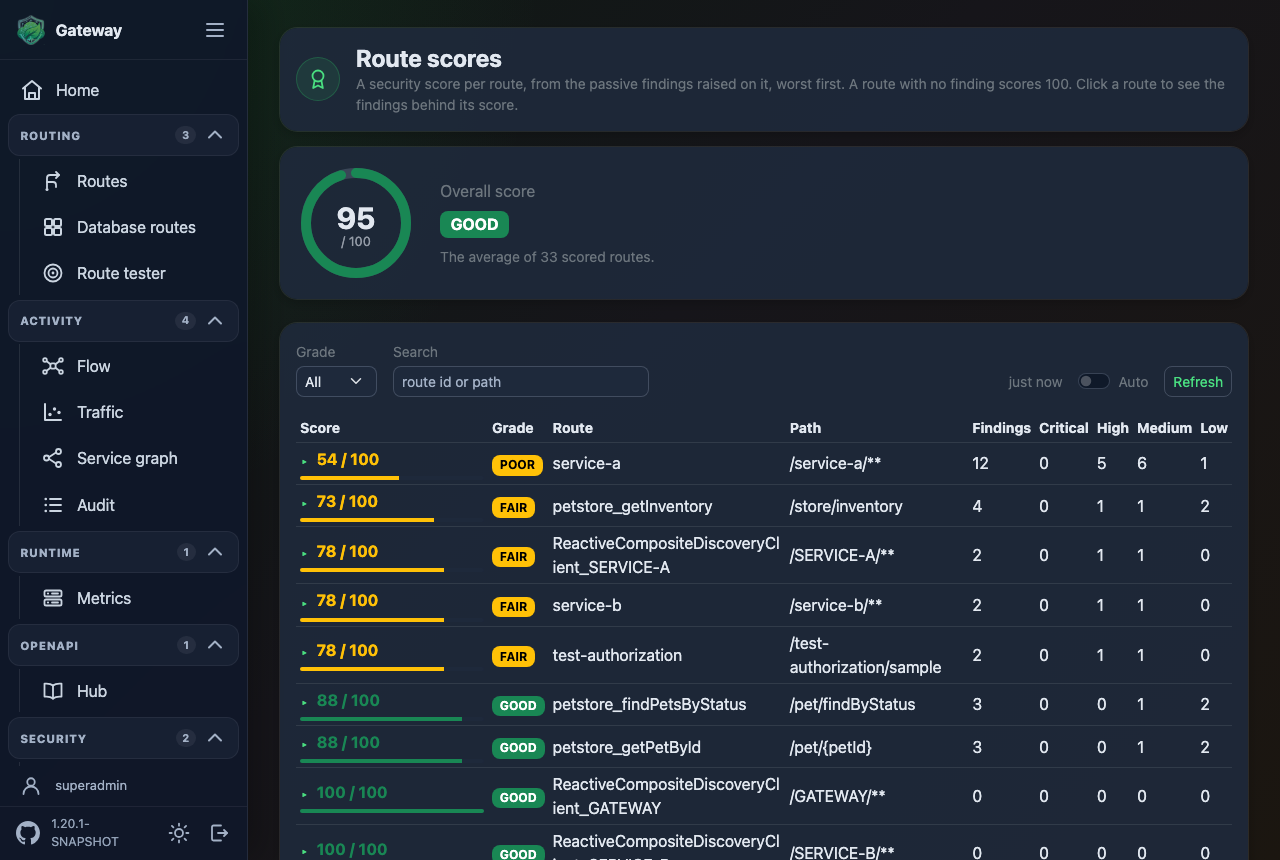 Gateway
Home
ROUTING 3
Routes
Database routes
Route tester
ACTIVITY 4
Flow
Traffic
Service graph
Audit
RUNTIME 1
Metrics
OPENAPI 1
Hub
SECURITY 2
superadmin
1.20.1-
SNAPSHOT
Route scores
A security score per route, from the passive findings raised on it, worst first. A route with no finding scores 100. Click a route to see the
findings behind its score.
95
/ 100
Overall score
GOOD
The average of 33 scored routes.
Grade Search
All route id or path just now Auto Refresh
Score Grade Route Path Findings Critical High Medium Low
54 / 100 POOR service-a /service-a/** 12 0 5 6 1
73 / 100 FAIR petstore_getInventory /store/inventory 4 0 1 1 2
78 / 100 FAIR ReactiveCompositeDiscoveryCl /SERVICE-A/** 2 0 1 1 0
ient_SERVICE-A
78 / 100 FAIR service-b /service-b/** 2 0 1 1 0
78 / 100 FAIR test-authorization /test- 2 0 1 1 0
authorization/sample
88 / 100 GOOD petstore_findPetsByStatus /pet/findByStatus 3 0 0 1 2
88 / 100 GOOD petstore_getPetById /pet/{petId} 3 0 0 1 2
100 / 100 GOOD ReactiveCompositeDiscoveryCl /GATEWAY/** 0 0 0 0 0
ient_GATEWAY
100 / 100 GOOD ReactiveCompositeDiscoveryCl /SERVICE-B/** 0 0 0 0 0